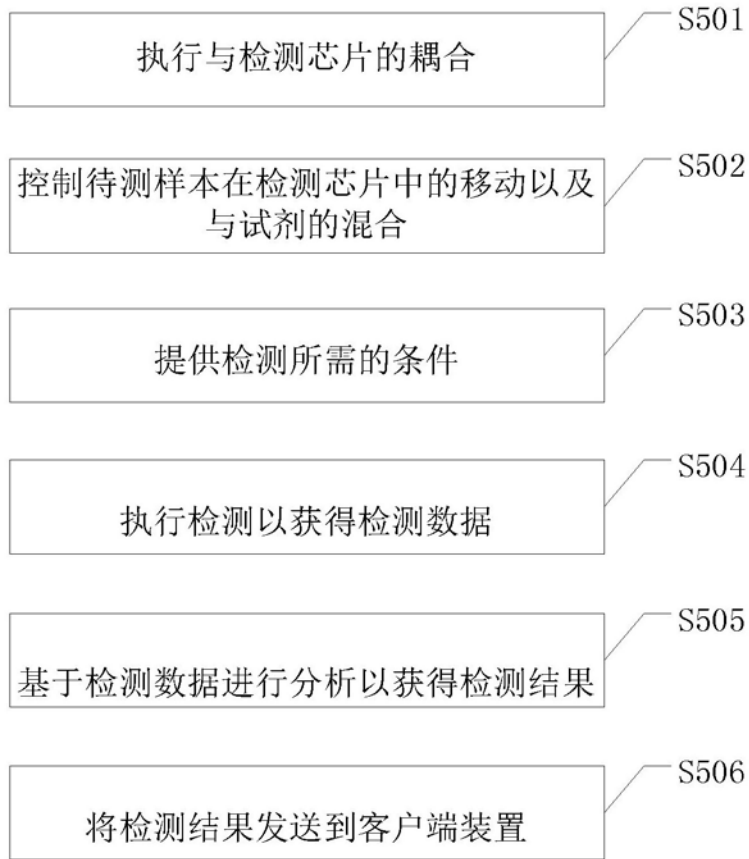 S501
执行与检测芯片的耦合
S502
控制待测样本在检测芯片中的移动以及
与试剂的混合
S503
提供检测所需的条件
S504
执行检测以获得检测数据
S505
基于检测数据进行分析以获得检测结果
S506
将检测结果发送到客户端装置